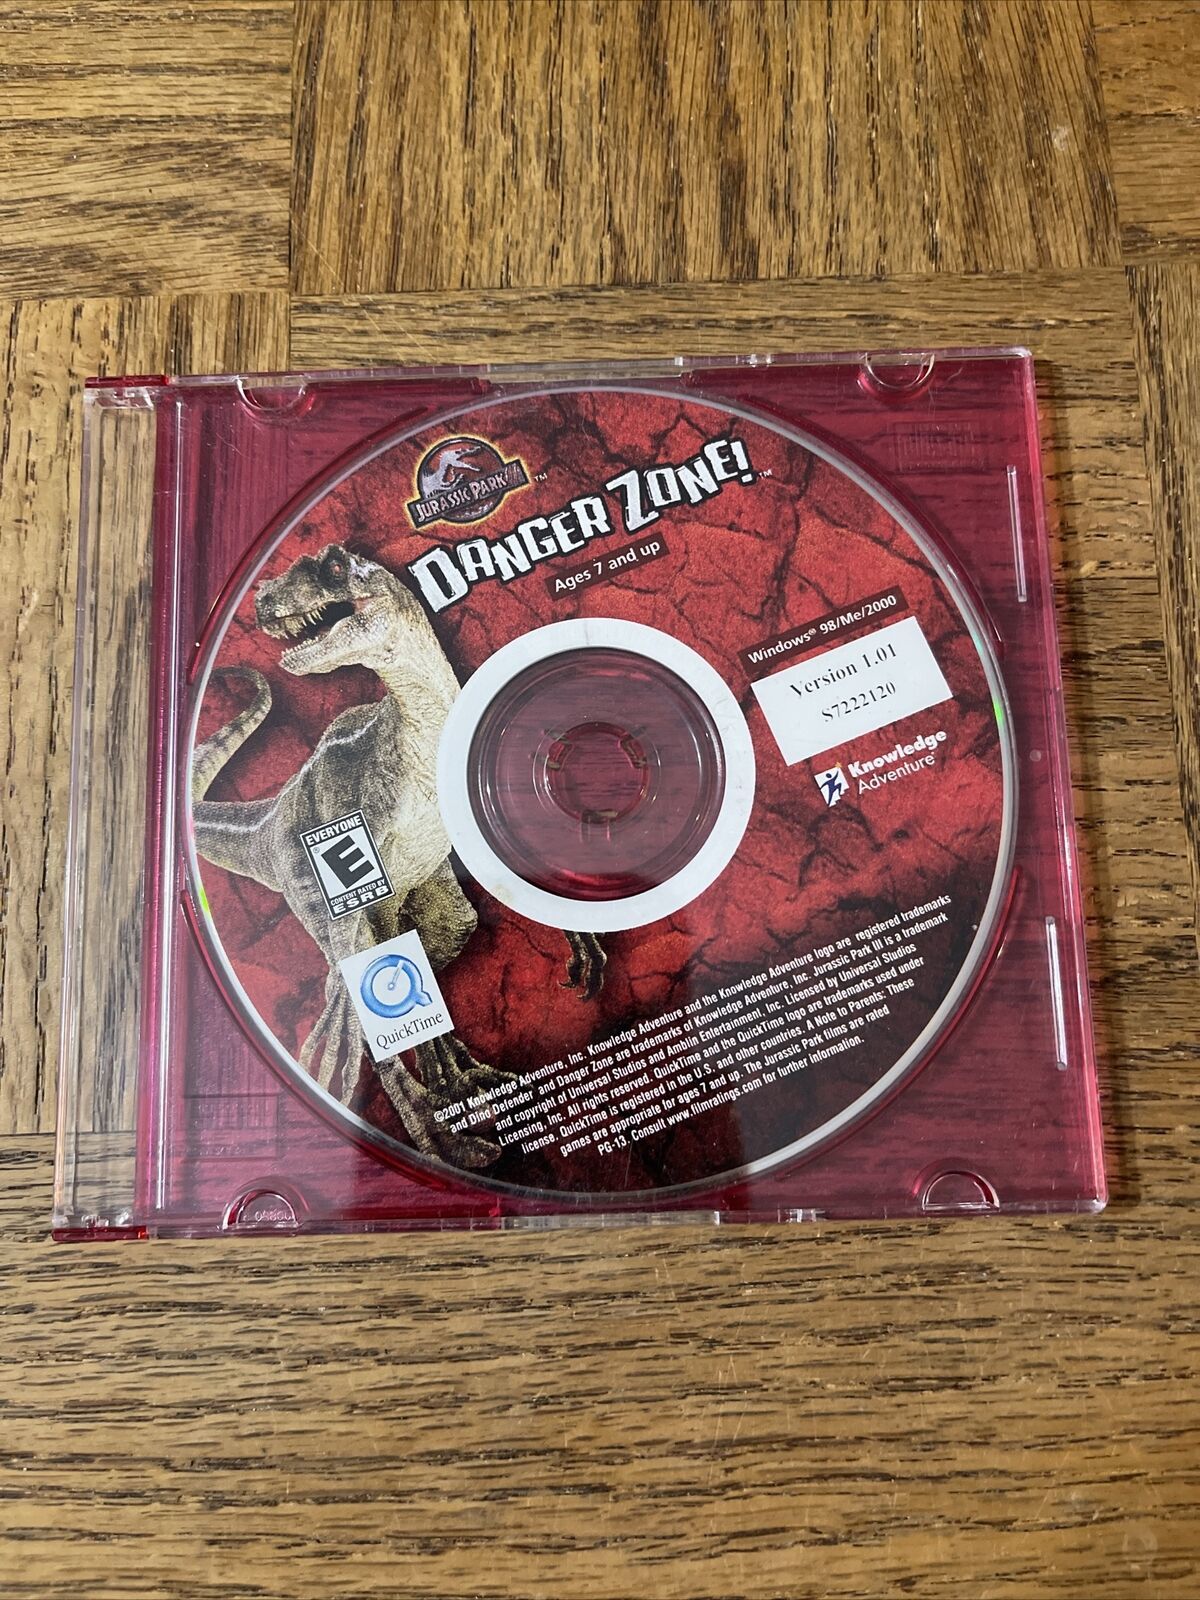 JURASSIC PARK III ™
DANGER ZONE! ™
Ages 7 and up
Windows® 98/Me/2000
Version 1.01
S7222120
Knowledge
Adventure®
EVERYONE
E
®
CONTENT RATED BY
ESRB
QuickTime
©2001 Knowledge Adventure, Inc. Knowledge Adventure and the Knowledge Adventure logo are registered trademarks
and Dino Defender and Danger Zone are trademarks of Knowledge Adventure, Inc. Jurassic Park III is a trademark
and copyright of Universal Studios and Amblin Entertainment, Inc. Licensed by Universal Studios
Licensing, Inc. All rights reserved. QuickTime and the QuickTime logo are trademarks used under
license. QuickTime is registered in the U.S. and other countries. A Note to Parents: These
games are appropriate for ages 7 and up. The Jurassic Park films are rated
PG-13. Consult www.filmratings.com for further information.